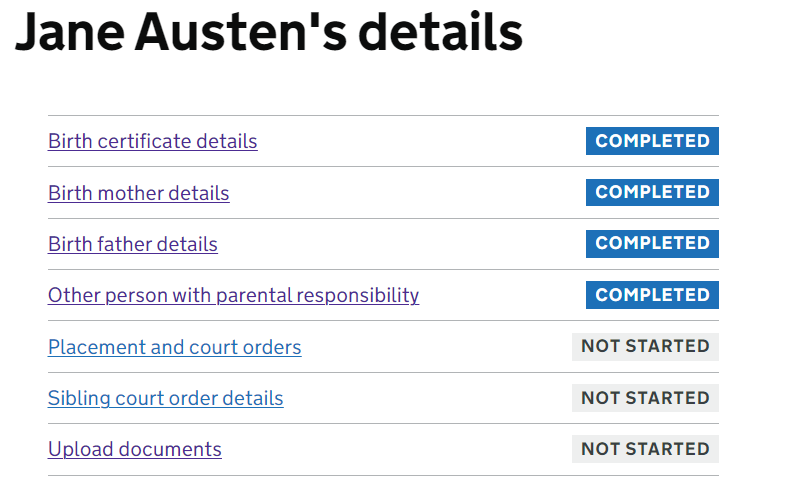 Jane Austen's details
Birth certificate details COMPLETED
Birth mother details COMPLETED
Birth father details COMPLETED
Other person with parental responsibility COMPLETED
Placement and court orders NOT STARTED
Sibling court order details NOT STARTED
Upload documents NOT STARTED